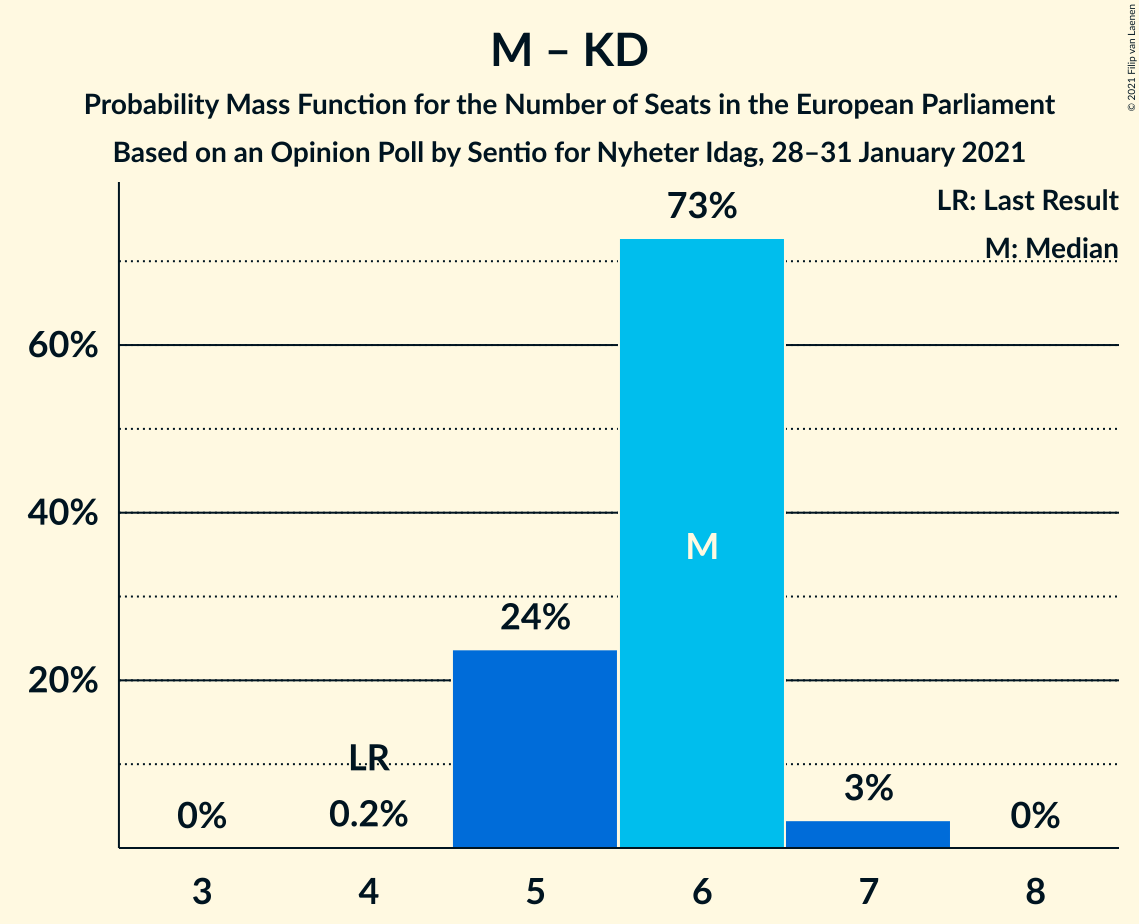 © 2021 Filip van Laenen
M – KD
Probability Mass Function for the Number of Seats in the European Parliament
Based on an Opinion Poll by Sentio for Nyheter Idag, 28–31 January 2021
LR: Last Result
M: Median
73%
60%
40%
M
24%
20%
LR
0%
0.2%
3%
0%
3 4 5 6 7 8